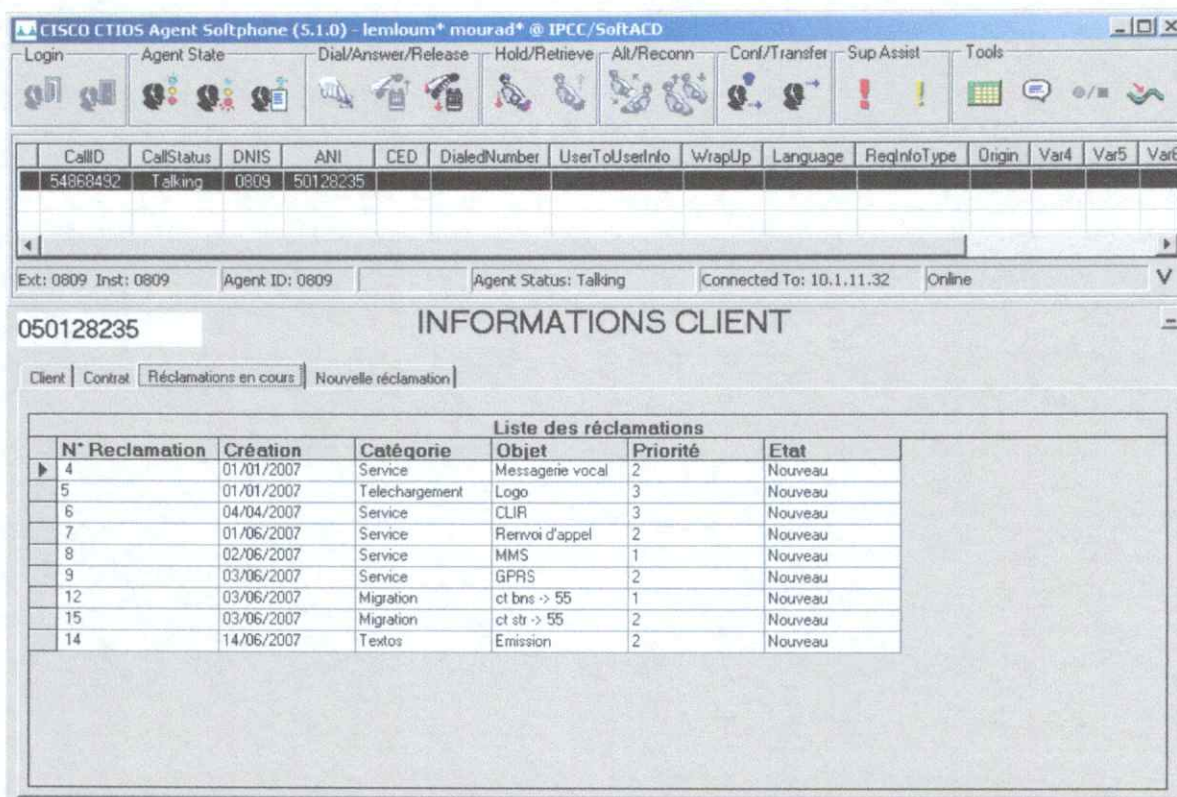 CISCO CTIOS Agent Softphone (5.1.0) - lemloum* mourad* @ IPCC/SoftACD
Login Agent State Dial/Answer/Release Hold/Retrieve Alt/Reconn Conf/Transfer Sup Assist Tools
CallID CallStatus DNIS ANI CED DialedNumber UserToUserInfo WrapUp Language ReqInfoType Origin Var4 Var5 Var6
54868492 Talking 0809 50128235
Ext: 0809 Inst: 0809 Agent ID: 0809 Agent Status: Talking Connected To: 10.1.11.32 Online V
050128235 INFORMATIONS CLIENT
Client Contrat Réclamations en cours Nouvelle réclamation
Liste des réclamations
N° Reclamation Création Catégorie Objet Priorité Etat
4 01/01/2007 Service Messagerie vocal 2 Nouveau
5 01/01/2007 Telechargement Logo 3 Nouveau
6 04/04/2007 Service CLIR 3 Nouveau
7 01/06/2007 Service Renvoi d'appel 2 Nouveau
8 02/06/2007 Service MMS 1 Nouveau
9 03/06/2007 Service GPRS 2 Nouveau
12 03/06/2007 Migration ct bns -> 55 1 Nouveau
15 03/06/2007 Migration ct str -> 55 2 Nouveau
14 14/06/2007 Textos Emission 2 Nouveau